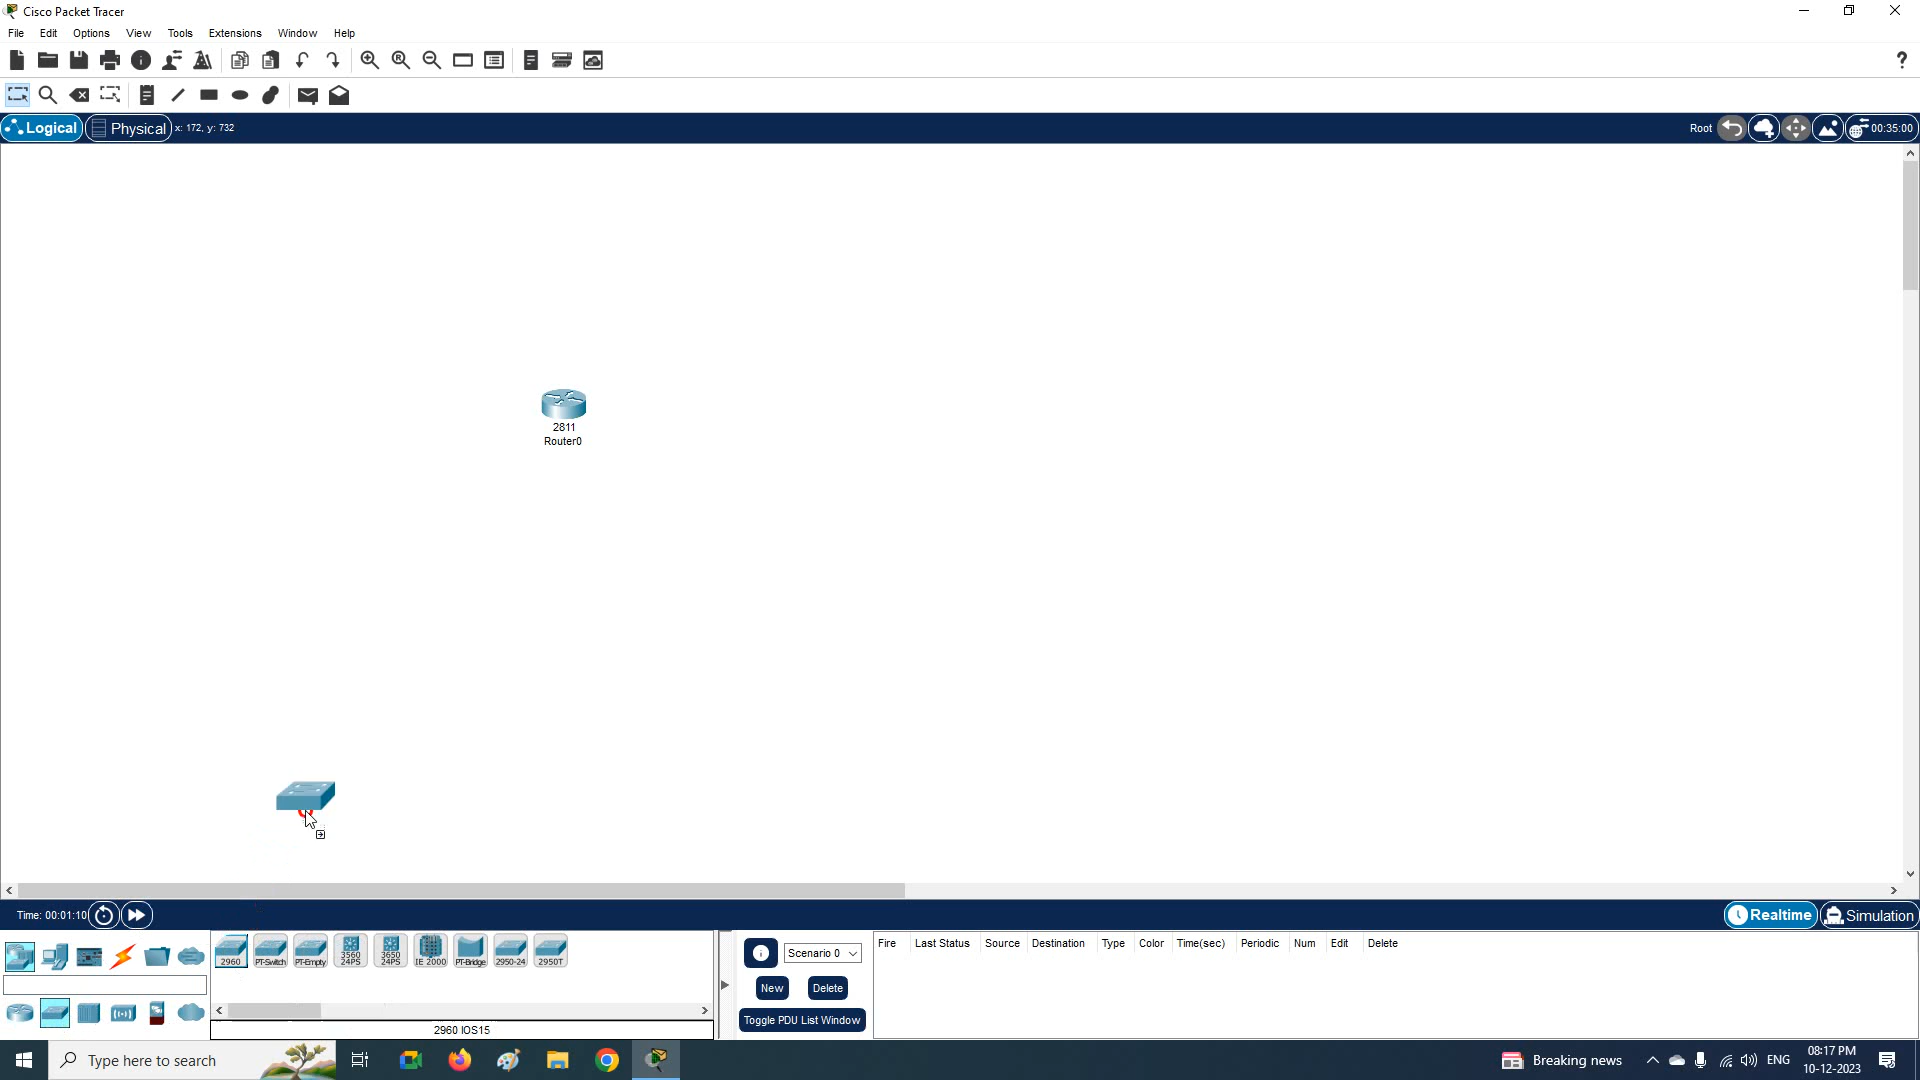 Cisco Packet Tracer
File Edit Options View Tools Extensions Window Help
?
Logical Physical x: 172, y: 732 Root 00:35:00
2811
Router0
Time: 00:01:10 Realtime Simulation
2960 PT-Switch PT-Empty 3560 24PS 3650 24PS IE 2000 PT-Bridge 2950-24 2950T
2960 IOS15
Scenario 0
New Delete
Toggle PDU List Window
Fire Last Status Source Destination Type Color Time(sec) Periodic Num Edit Delete
Type here to search
Breaking news ENG 08:17 PM
10-12-2023